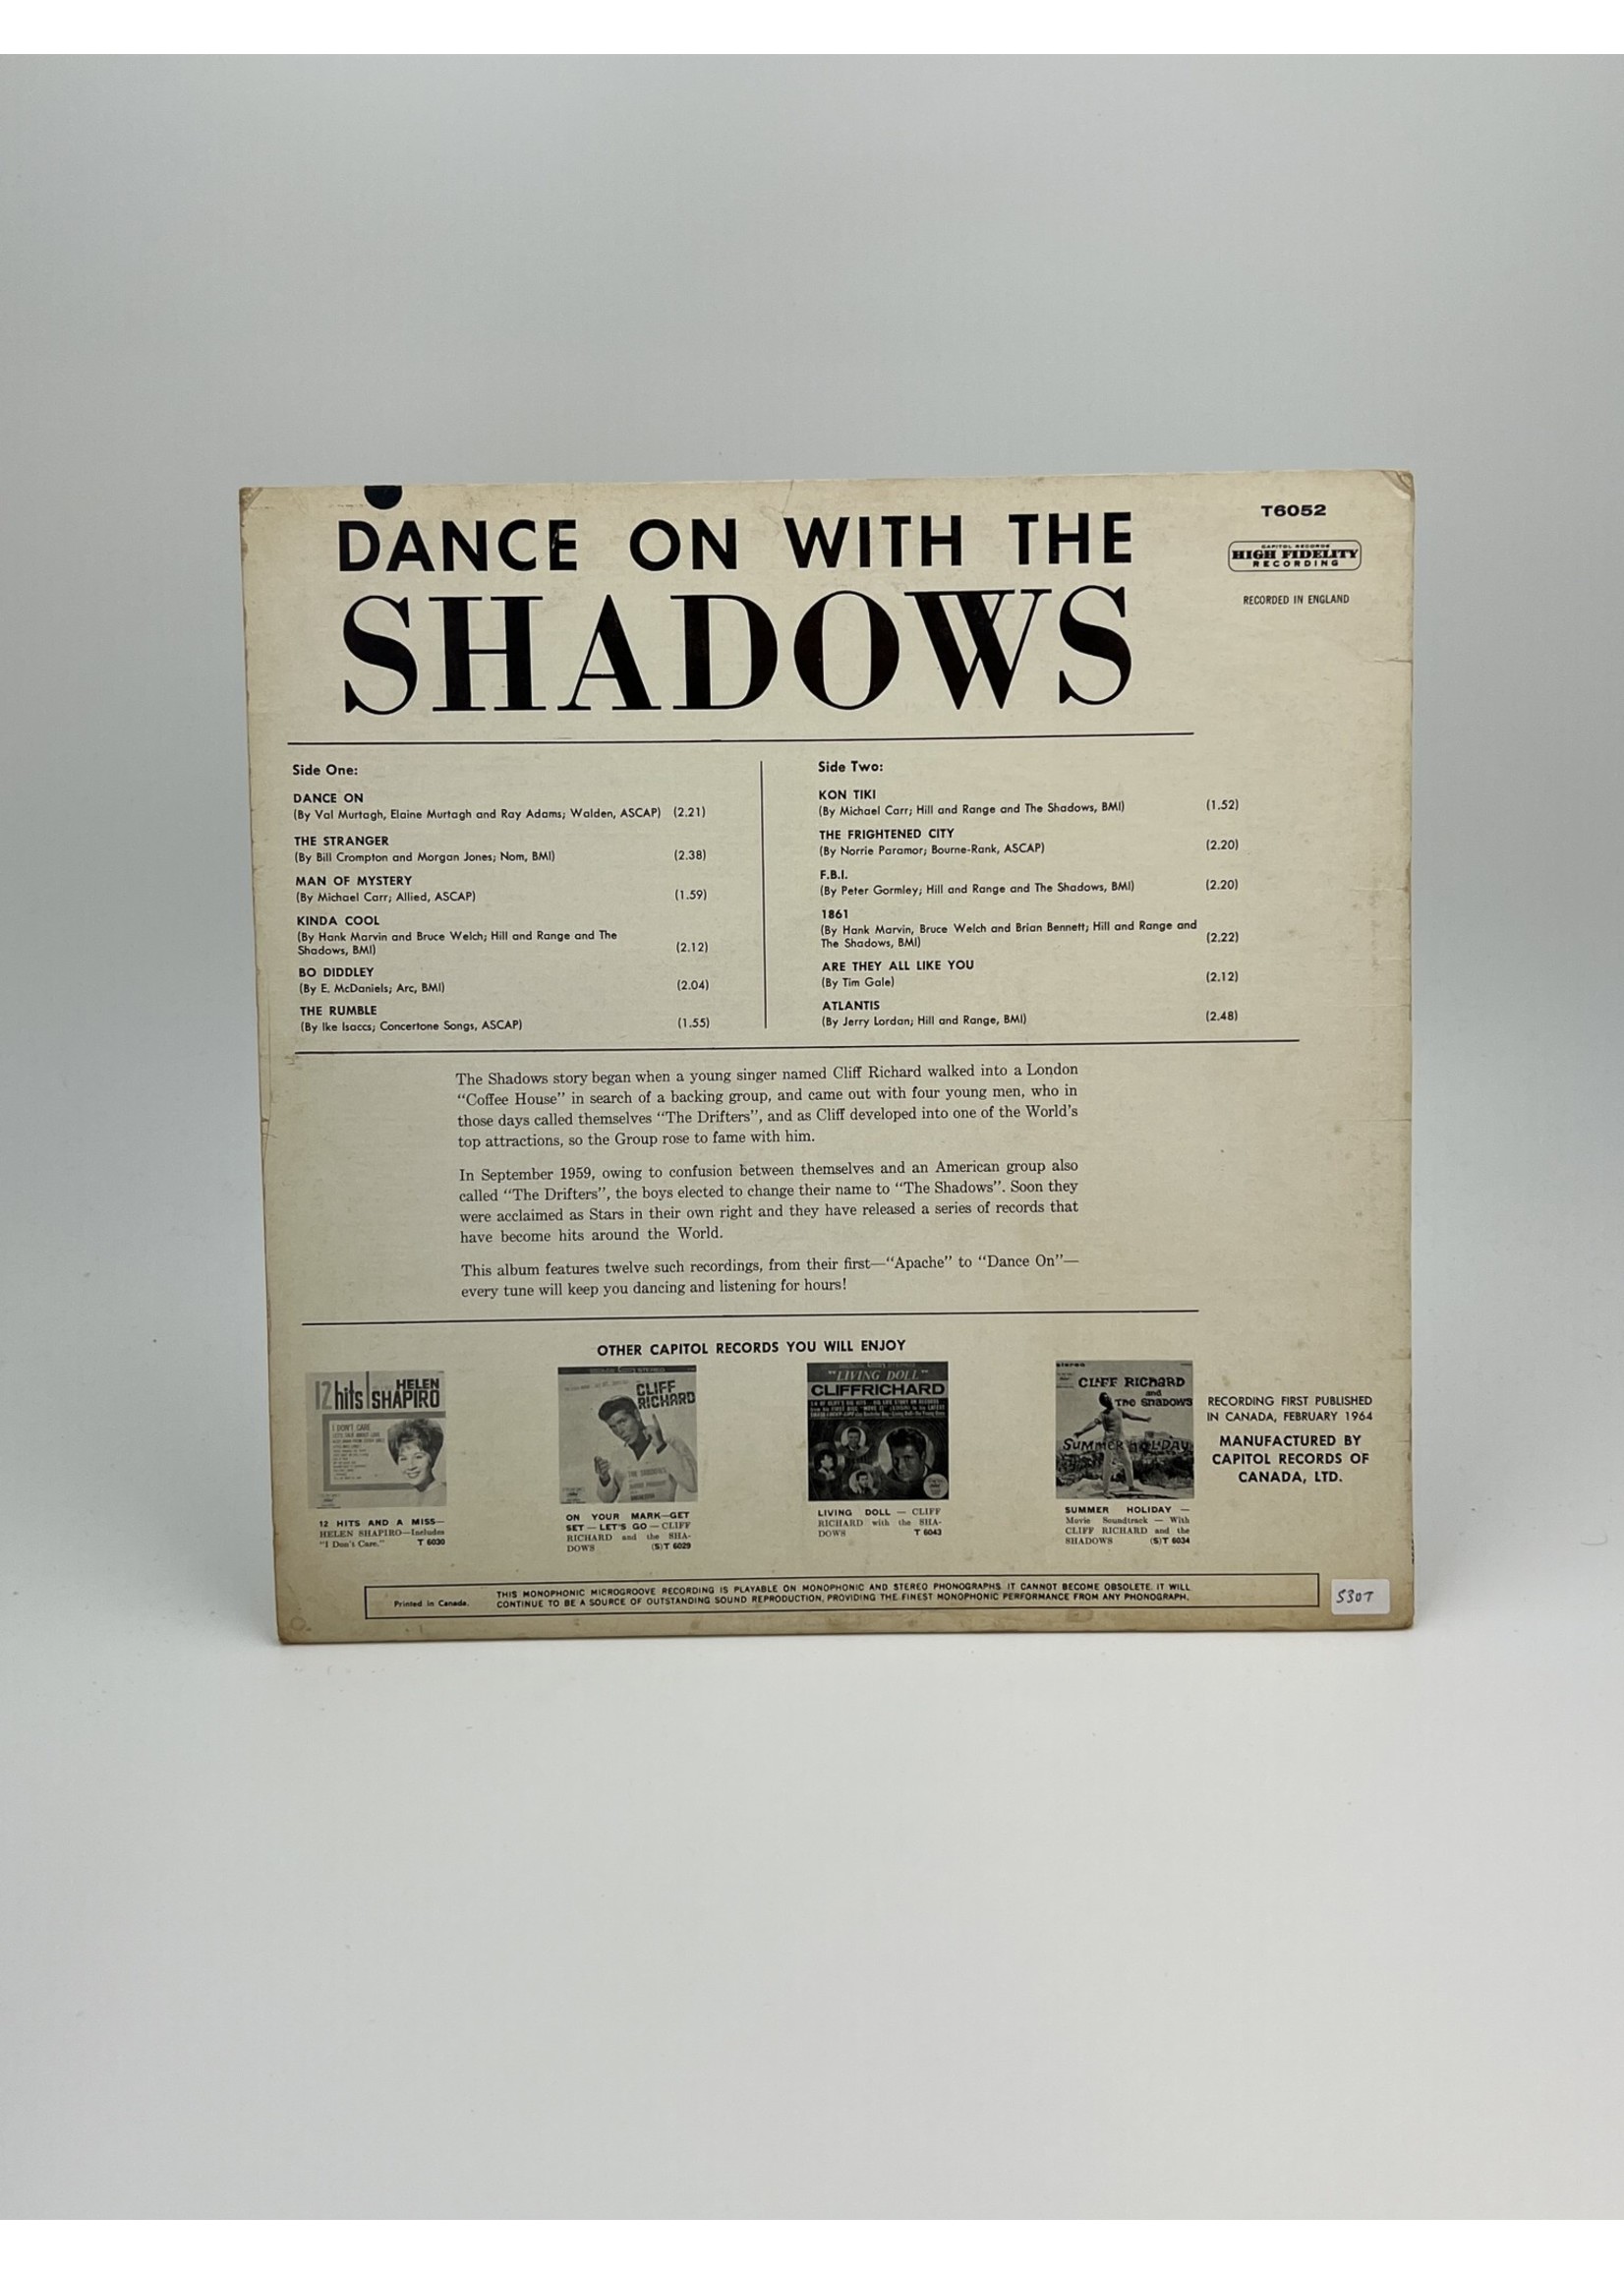 DANCE ON WITH THE
SHADOWS
T6052
CAPITOL RECORDS
HIGH FIDELITY
RECORDING
RECORDED IN ENGLAND
Side One:
DANCE ON
(By Val Murtagh, Elaine Murtagh and Ray Adams; Walden, ASCAP) (2.21)
THE STRANGER
(By Bill Crompton and Morgan Jones; Nom, BMI) (2.38)
MAN OF MYSTERY
(By Michael Carr; Allied, ASCAP) (1.59)
KINDA COOL
(By Hank Marvin and Bruce Welch; Hill and Range and The
Shadows, BMI) (2.12)
BO DIDDLEY
(By E. McDaniels; Arc, BMI) (2.04)
THE RUMBLE
(By Ike Isaccs; Concertone Songs, ASCAP) (1.55)
Side Two:
KON TIKI
(By Michael Carr; Hill and Range and The Shadows, BMI) (1.52)
THE FRIGHTENED CITY
(By Norrie Paramor; Bourne-Rank, ASCAP) (2.20)
F.B.I.
(By Peter Gormley; Hill and Range and The Shadows, BMI) (2.20)
1861
(By Hank Marvin, Bruce Welch and Brian Bennett; Hill and Range and
The Shadows, BMI) (2.22)
ARE THEY ALL LIKE YOU
(By Tim Gale) (2.12)
ATLANTIS
(By Jerry Lordan; Hill and Range, BMI) (2.48)
The Shadows story began when a young singer named Cliff Richard walked into a London
“Coffee House” in search of a backing group, and came out with four young men, who in
those days called themselves “The Drifters”, and as Cliff developed into one of the World’s
top attractions, so the Group rose to fame with him.
In September 1959, owing to confusion between themselves and an American group also
called “The Drifters”, the boys elected to change their name to “The Shadows”. Soon they
were acclaimed as Stars in their own right and they have released a series of records that
have become hits around the World.
This album features twelve such recordings, from their first—“Apache” to “Dance On”—
every tune will keep you dancing and listening for hours!
OTHER CAPITOL RECORDS YOU WILL ENJOY
12 hits! HELEN
SHAPIRO
I DON'T CARE
CLIFF
RICHARD
"LIVING DOLL"
CLIFF RICHARD
stereo
CLIFF RICHARD
and
THE SHADOWS
SUMMER HOLIDAY
12 HITS AND A MISS—
HELEN SHAPIRO—Includes
"I Don't Care." T 6030
ON YOUR MARK—GET
SET — LET'S GO — CLIFF
RICHARD and the SHA-
DOWS (S)T 6029
LIVING DOLL — CLIFF
RICHARD with the SHA-
DOWS T 6043
SUMMER HOLIDAY —
Movie Soundtrack — With
CLIFF RICHARD and the
SHADOWS (S)T 6034
RECORDING FIRST PUBLISHED
IN CANADA, FEBRUARY 1964
MANUFACTURED BY
CAPITOL RECORDS OF
CANADA, LTD.
Printed in Canada.
THIS MONOPHONIC MICROGROOVE RECORDING IS PLAYABLE ON MONOPHONIC AND STEREO PHONOGRAPHS. IT CANNOT BECOME OBSOLETE. IT WILL
CONTINUE TO BE A SOURCE OF OUTSTANDING SOUND REPRODUCTION, PROVIDING THE FINEST MONOPHONIC PERFORMANCE FROM ANY PHONOGRAPH.
530T